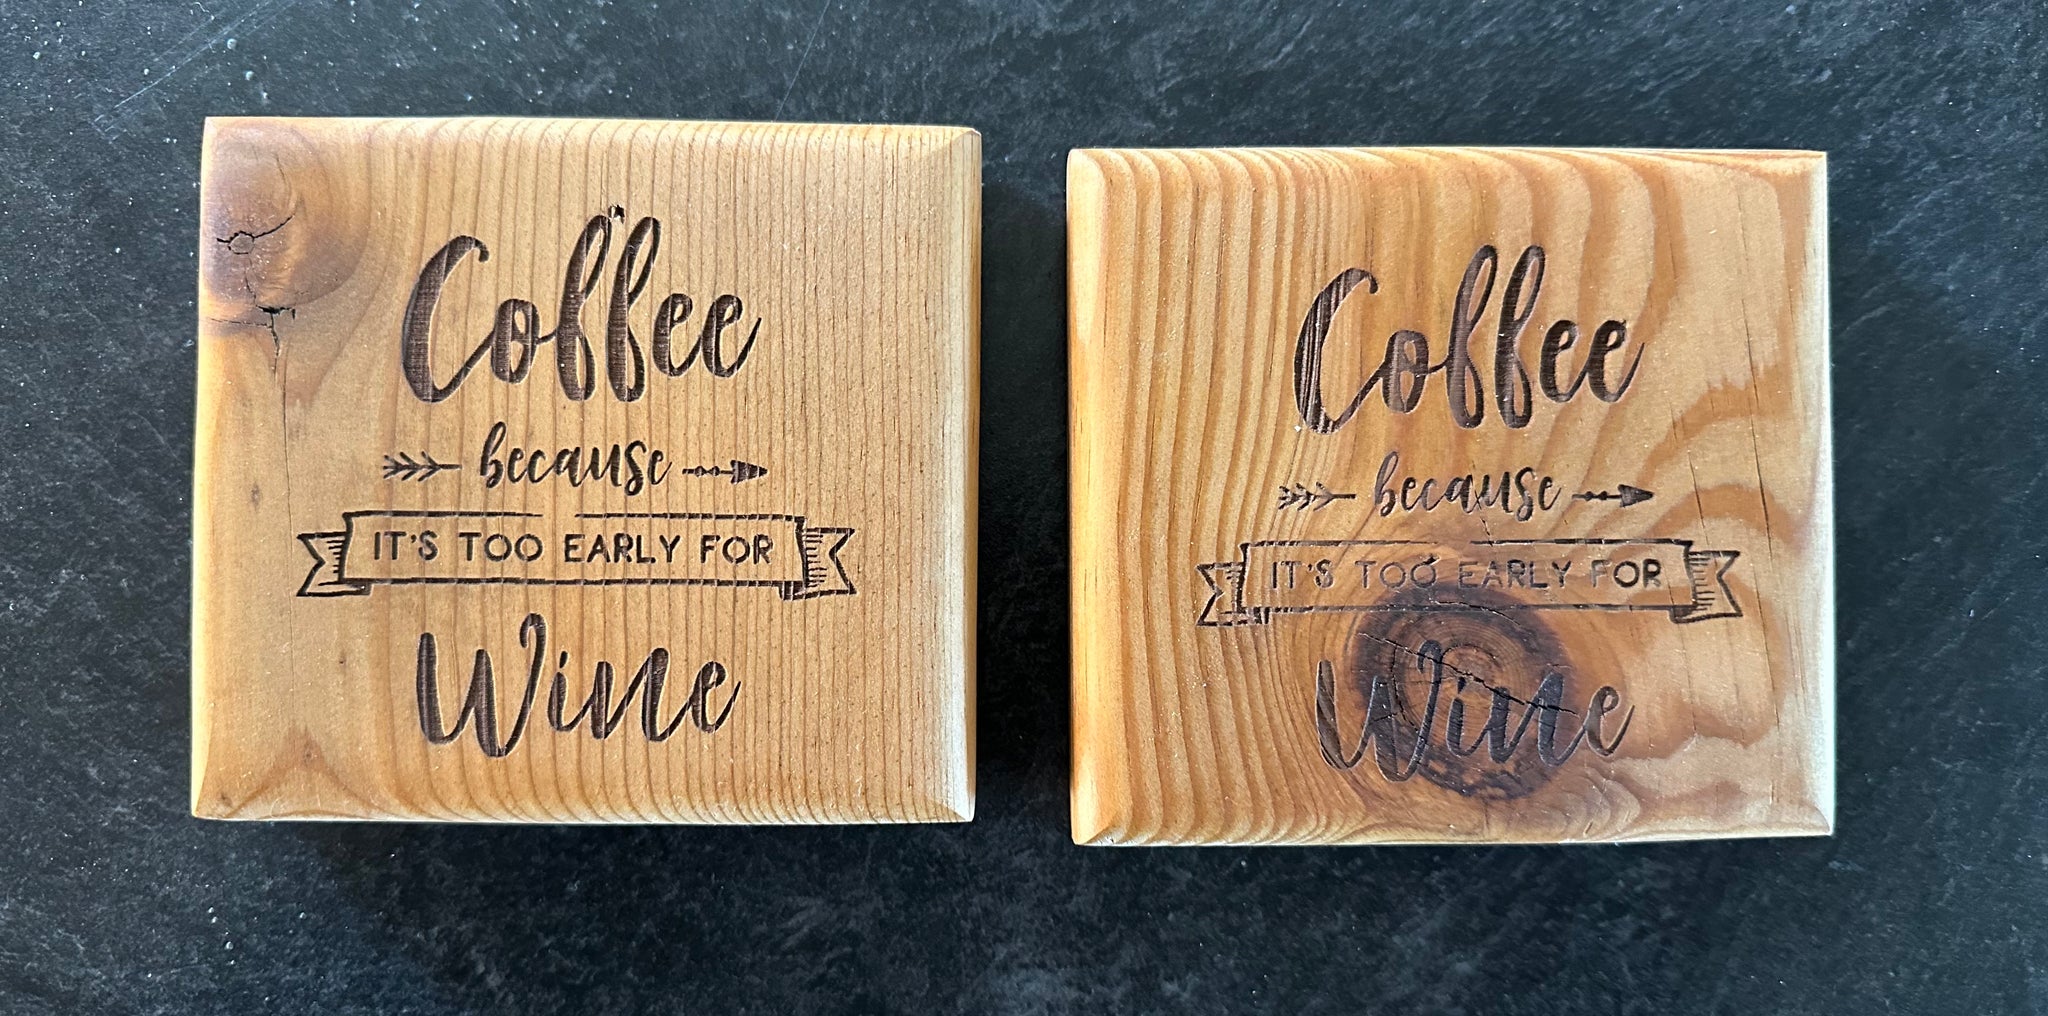 Coffee
because
IT'S TOO EARLY FOR
Wine
Coffee
because
IT'S TOO EARLY FOR
Wine